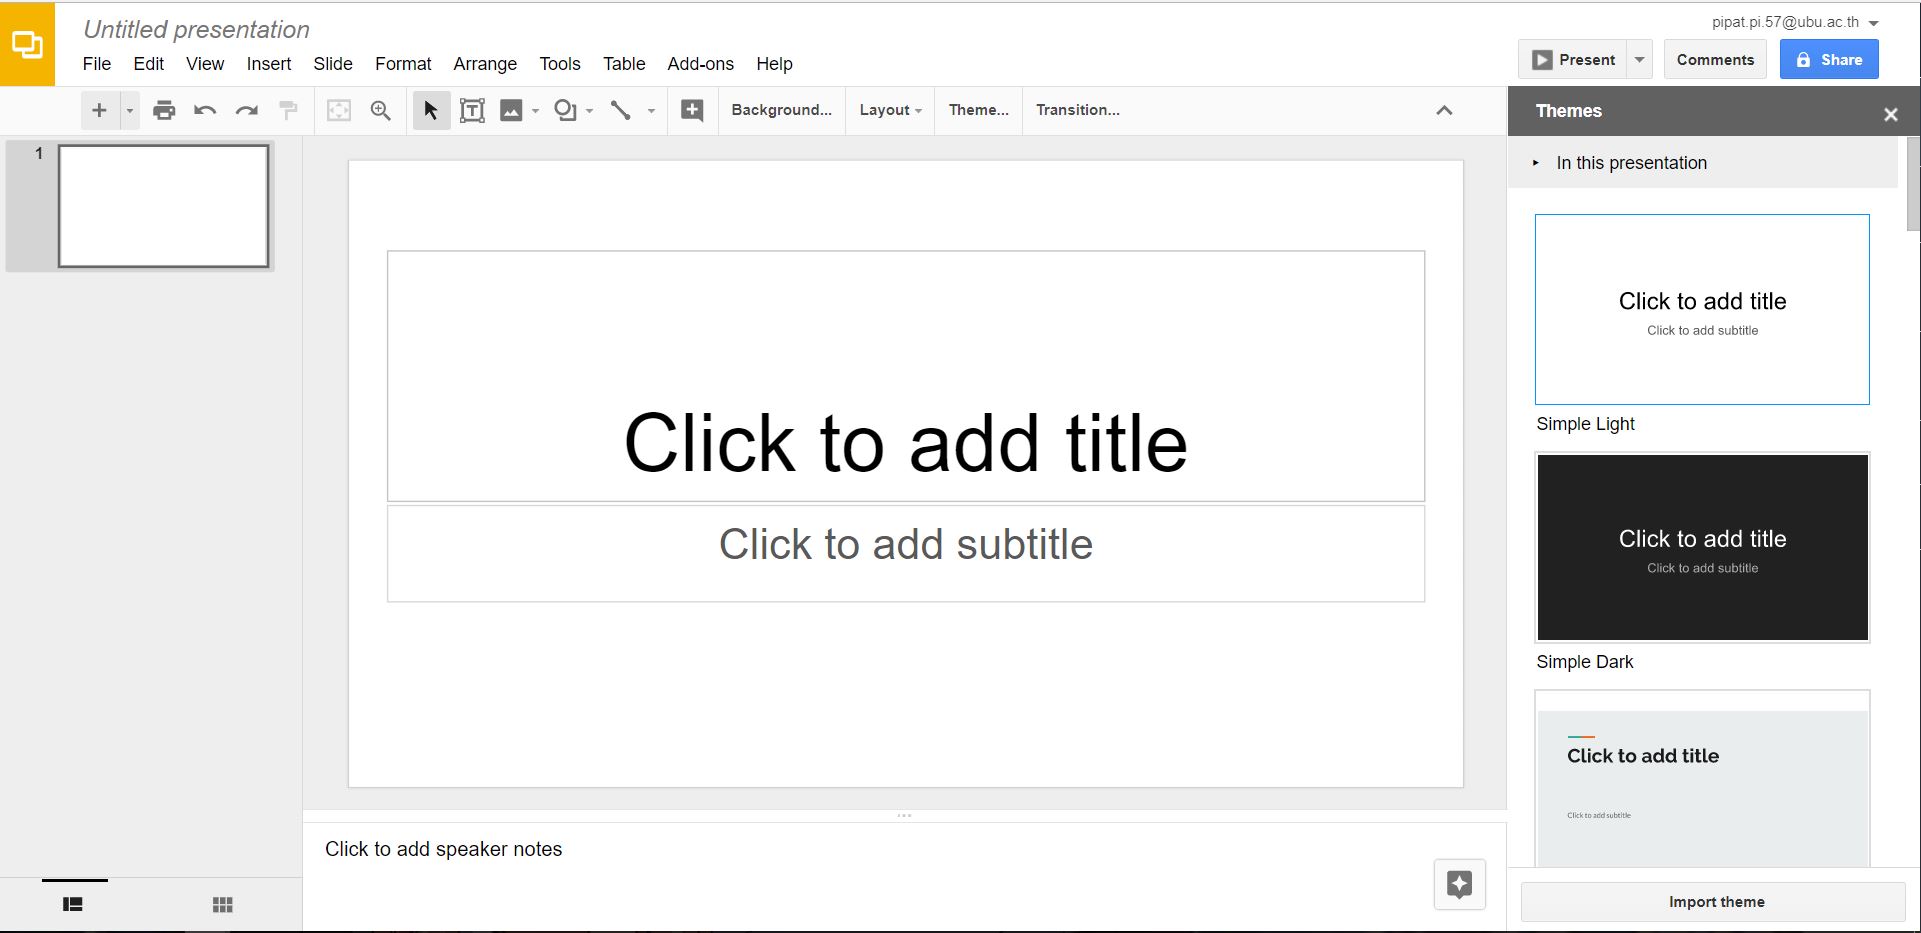 Untitled presentation
pipat.pi.57@ubu.ac.th
File Edit View Insert Slide Format Arrange Tools Table Add-ons Help
Present Comments Share
Background... Layout Theme... Transition...
Themes
1
In this presentation
Click to add title
Click to add subtitle
Click to add speaker notes
Click to add title
Click to add subtitle
Simple Light
Click to add title
Click to add subtitle
Simple Dark
Click to add title
Click to add subtitle
Import theme